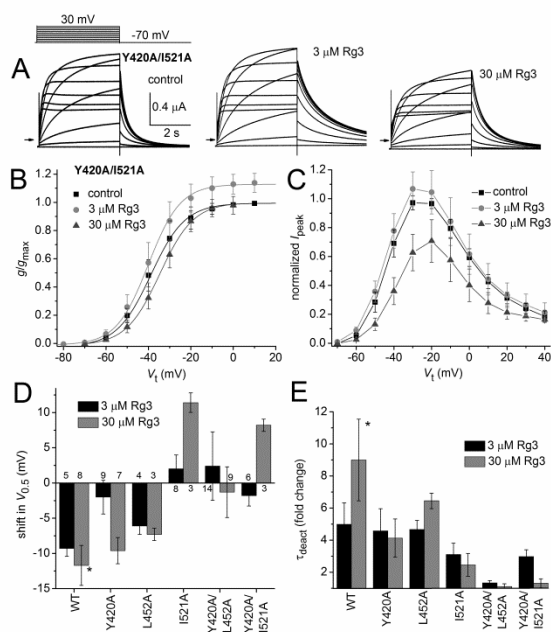 30 mV
-70 mV
A
Y420A/I521A
control
0.4 µA
2 s
3 µM Rg3
30 µM Rg3
B
Y420A/I521A
control
3 µM Rg3
30 µM Rg3
g/gmax
1.2
1.0
0.8
0.6
0.4
0.2
0.0
-80 -60 -40 -20 0 20
Vt (mV)
C
control
3 µM Rg3
30 µM Rg3
normalized Ipeak
1.2
1.0
0.8
0.6
0.4
0.2
0.0
-60 -40 -20 0 20 40
Vt (mV)
D
3 µM Rg3
30 µM Rg3
shift in V0.5 (mV)
10
5
0
-5
-10
-15
5 8 9 7 4 3 8 3 14 9 6 3
*
WT
Y420A
L452A
I521A
Y420A/
L452A
Y420A/
I521A
E
3 µM Rg3
30 µM Rg3
τdeact (fold change)
12
10
8
6
4
2
*
WT
Y420A
L452A
I521A
Y420A/
L452A
Y420A/
I521A